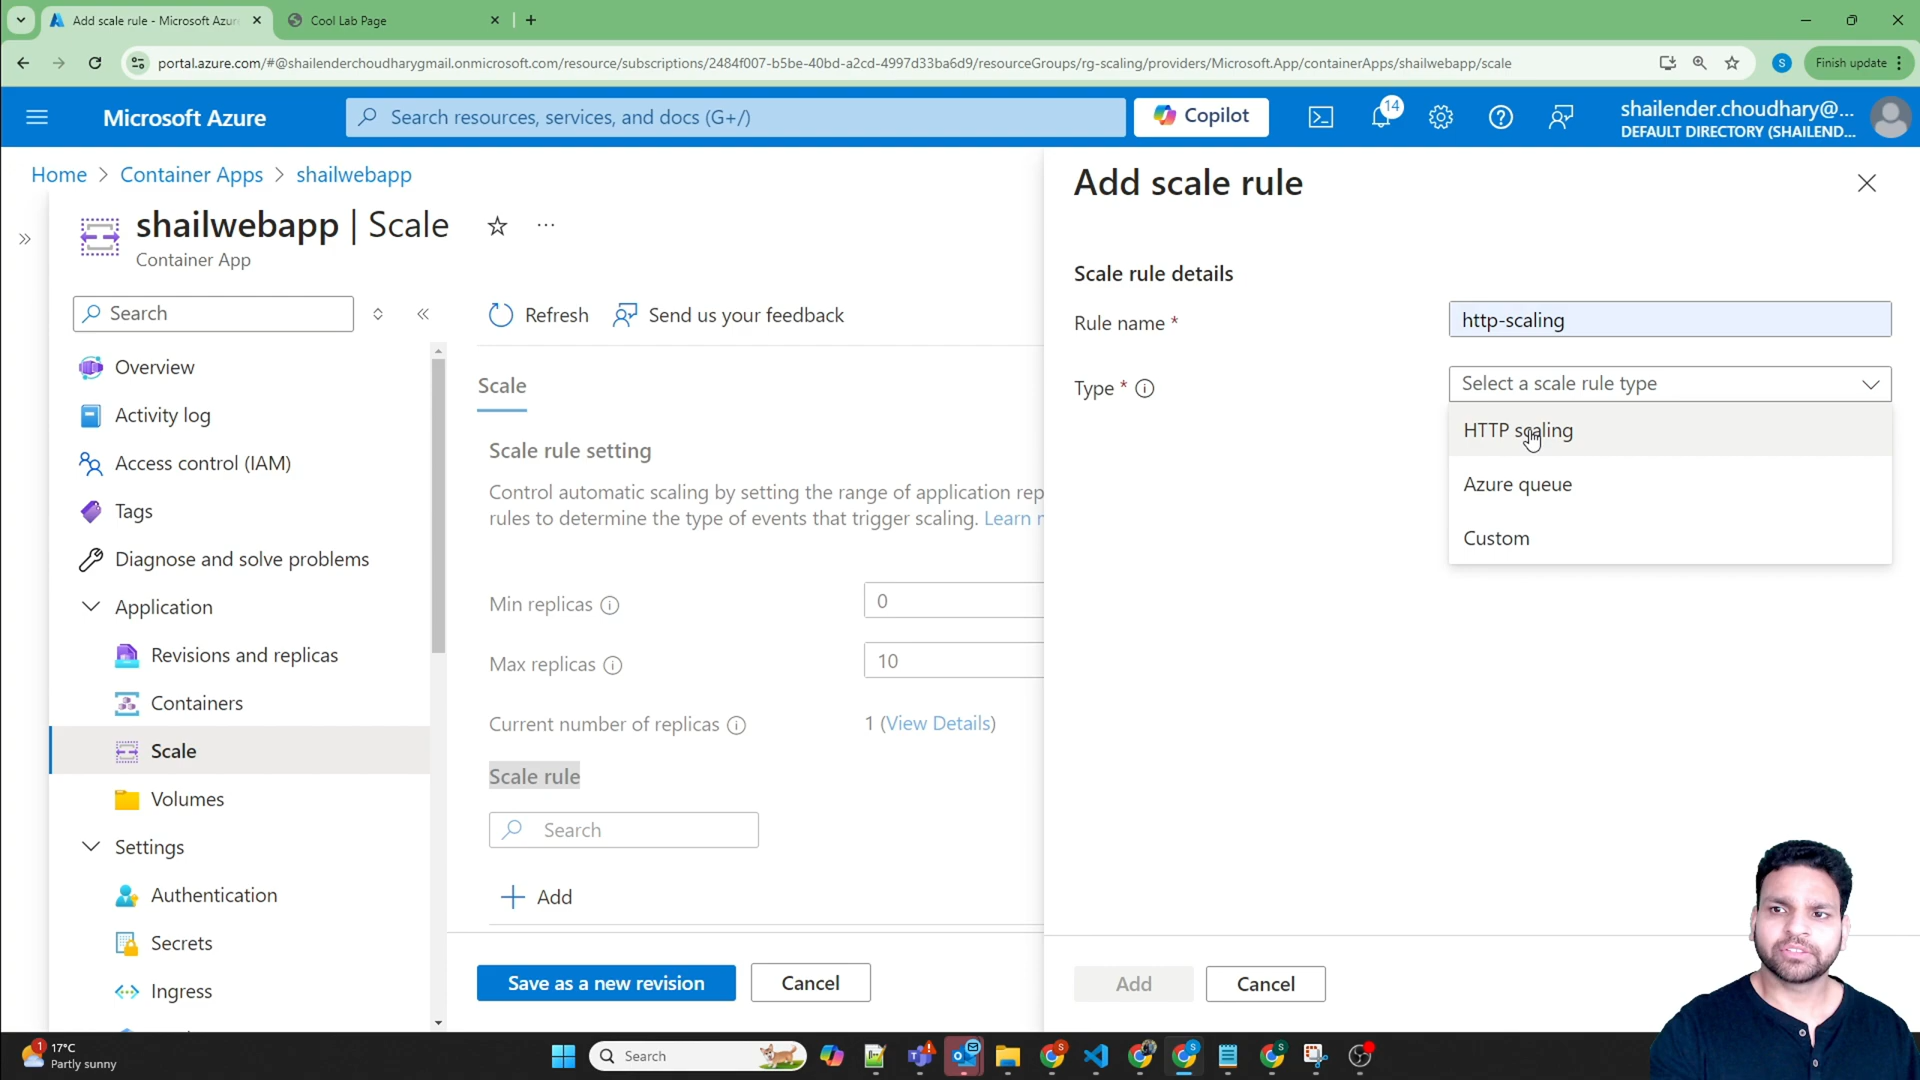 Add scale rule - Microsoft Azure
Cool Lab Page
portal.azure.com/#@shailenderchoudharygmail.onmicrosoft.com/resource/subscriptions/2484f007-b5be-40bd-a2cd-4997d33ba6d9/resourceGroups/rg-scaling/providers/Microsoft.App/containerApps/shailwebapp/scale
S
Finish update
Microsoft Azure
Search resources, services, and docs (G+/)
Copilot
14
shailender.choudhary@...
DEFAULT DIRECTORY (SHAILEND...
Home > Container Apps > shailwebapp
shailwebapp | Scale
Container App
Search
Overview
Activity log
Access control (IAM)
Tags
Diagnose and solve problems
Application
Revisions and replicas
Containers
Scale
Volumes
Settings
Authentication
Secrets
Ingress
Refresh
Send us your feedback
Scale
Scale rule setting
Control automatic scaling by setting the range of application rep
rules to determine the type of events that trigger scaling. Learn
Min replicas
0
Max replicas
10
Current number of replicas
1 (View Details)
Scale rule
Search
Add
Save as a new revision
Cancel
Add scale rule
Scale rule details
Rule name *
http-scaling
Type *
Select a scale rule type
HTTP scaling
Azure queue
Custom
Add
Cancel
1
17°C
Partly sunny
Search